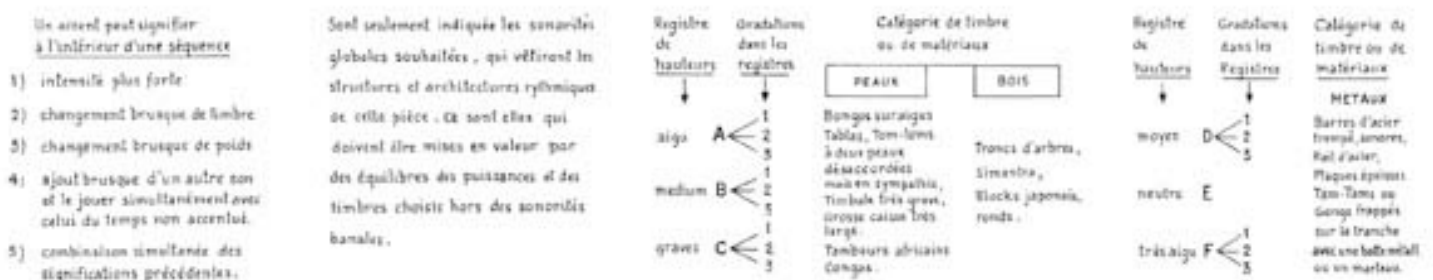 Un accent peut signifier
à l'intérieur d'une séquence
1) intensité plus forte
2) changement brusque de timbre
3) changement brusque de poids
4) ajout brusque d'un autre son
et le jouer simultanément avec
celui du temps non accentué.
5) combinaison simultanée des
significations précédentes.
Sont seulement indiquée les sonorités
globales souhaitées, qui vêtiront les
structures et architectures rythmiques
de cette pièce. Ce sont elles qui
doivent être mises en valeur par
des équilibres des puissances et des
timbres choisis hors des sonorités
banales.
Registre
de
hauteurs
Gradations
dans les
registres
Catégorie de timbre
ou de matériaux
PEAUX
BOIS
aigu A 1 2 3
medium B 1 2 3
graves C 1 2 3
Bongos suraigus
Tablas, Tom-toms
à deux peaux
désaccordées
mais en sympathie,
Timbale très grave,
Grosse caisse très
large.
Tambours africains
Congas.
Troncs d'arbres,
Simantra,
Blocks japonais,
ronds.
Registre
de
hauteurs
Gradations
dans les
Registres
Catégorie de
timbre ou de
matériaux
METAUX
moyen D 1 2 3
neutre E
très aigu F 1 2 3
Barres d'acier
trempé, sonores,
Rail d'acier,
Plaques épaisses
Tam-Tams ou
Gongs frappés
sur la tranche
avec une batte métall.
ou un marteau.